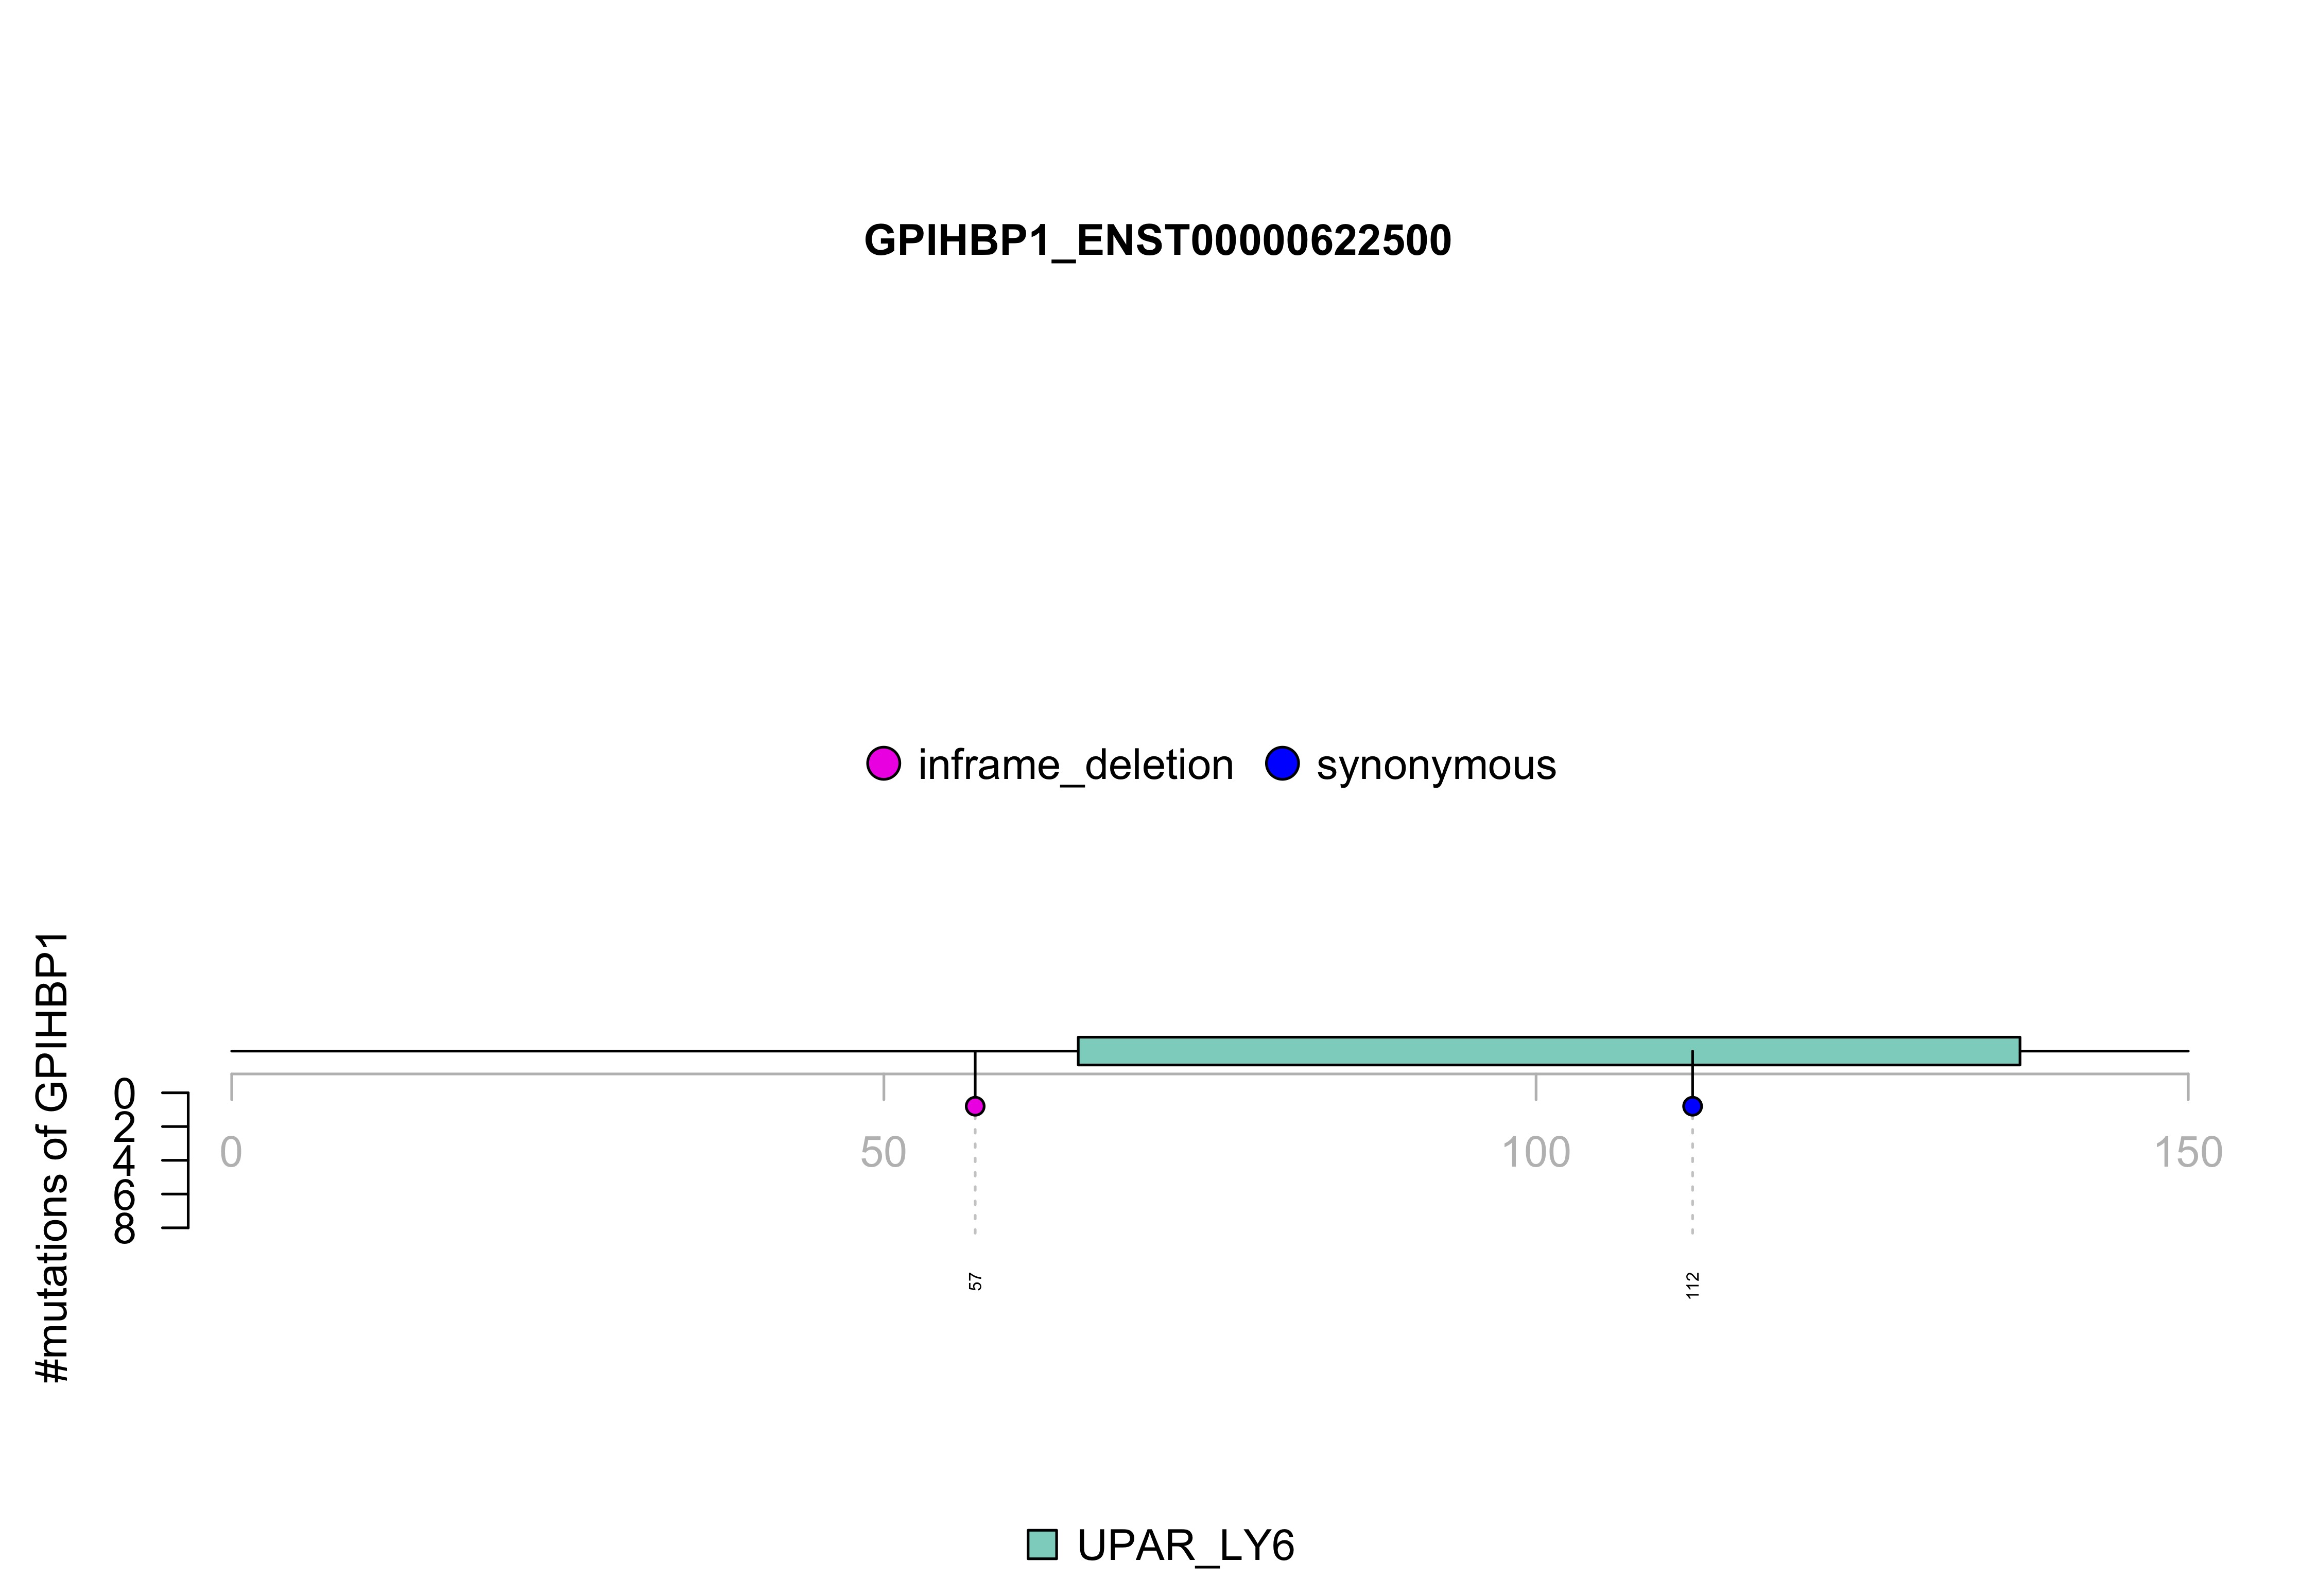 GPIHBP1_ENST00000622500
inframe_deletion synonymous
#mutations of GPIHBP1
0
2
4
6
8
0 50 100 150
57 112
UPAR_LY6